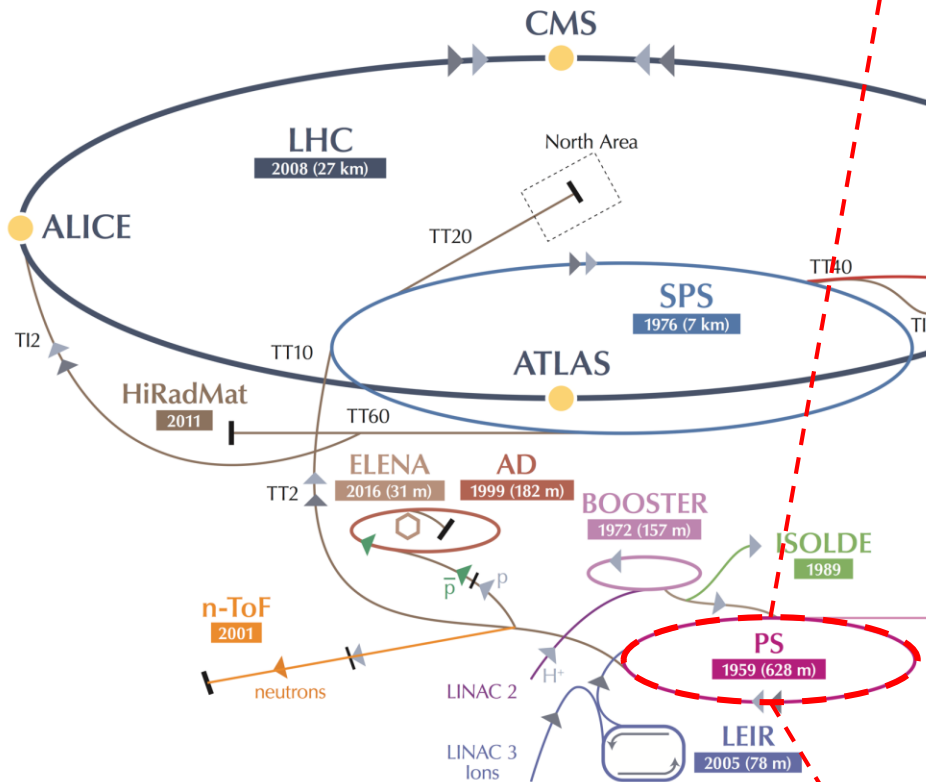 CMS
LHC
2008 (27 km)
North Area
ALICE
TT20
TT40
SPS
1976 (7 km)
TI
TI2
TT10
ATLAS
HiRadMat
2011
TT60
ELENA
2016 (31 m)
AD
1999 (182 m)
TT2
BOOSTER
1972 (157 m)
ISOLDE
1989
p̅
p
n-ToF
2001
PS
1959 (628 m)
neutrons
H⁺
LINAC 2
LEIR
2005 (78 m)
LINAC 3
Ions